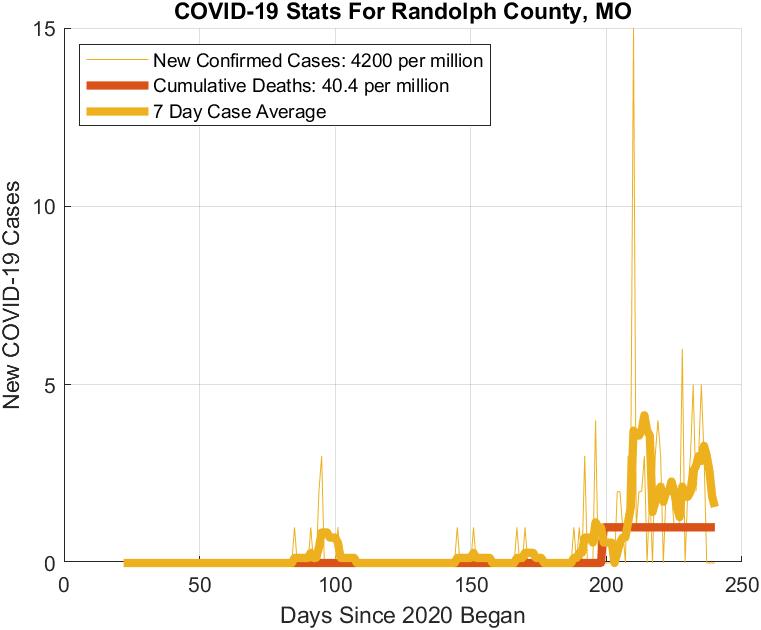 COVID-19 Stats For Randolph County, MO
15
New Confirmed Cases: 4200 per million
Cumulative Deaths: 40.4 per million
7 Day Case Average
10
New COVID-19 Cases
5
0
0 50 100 150 200 250
Days Since 2020 Began